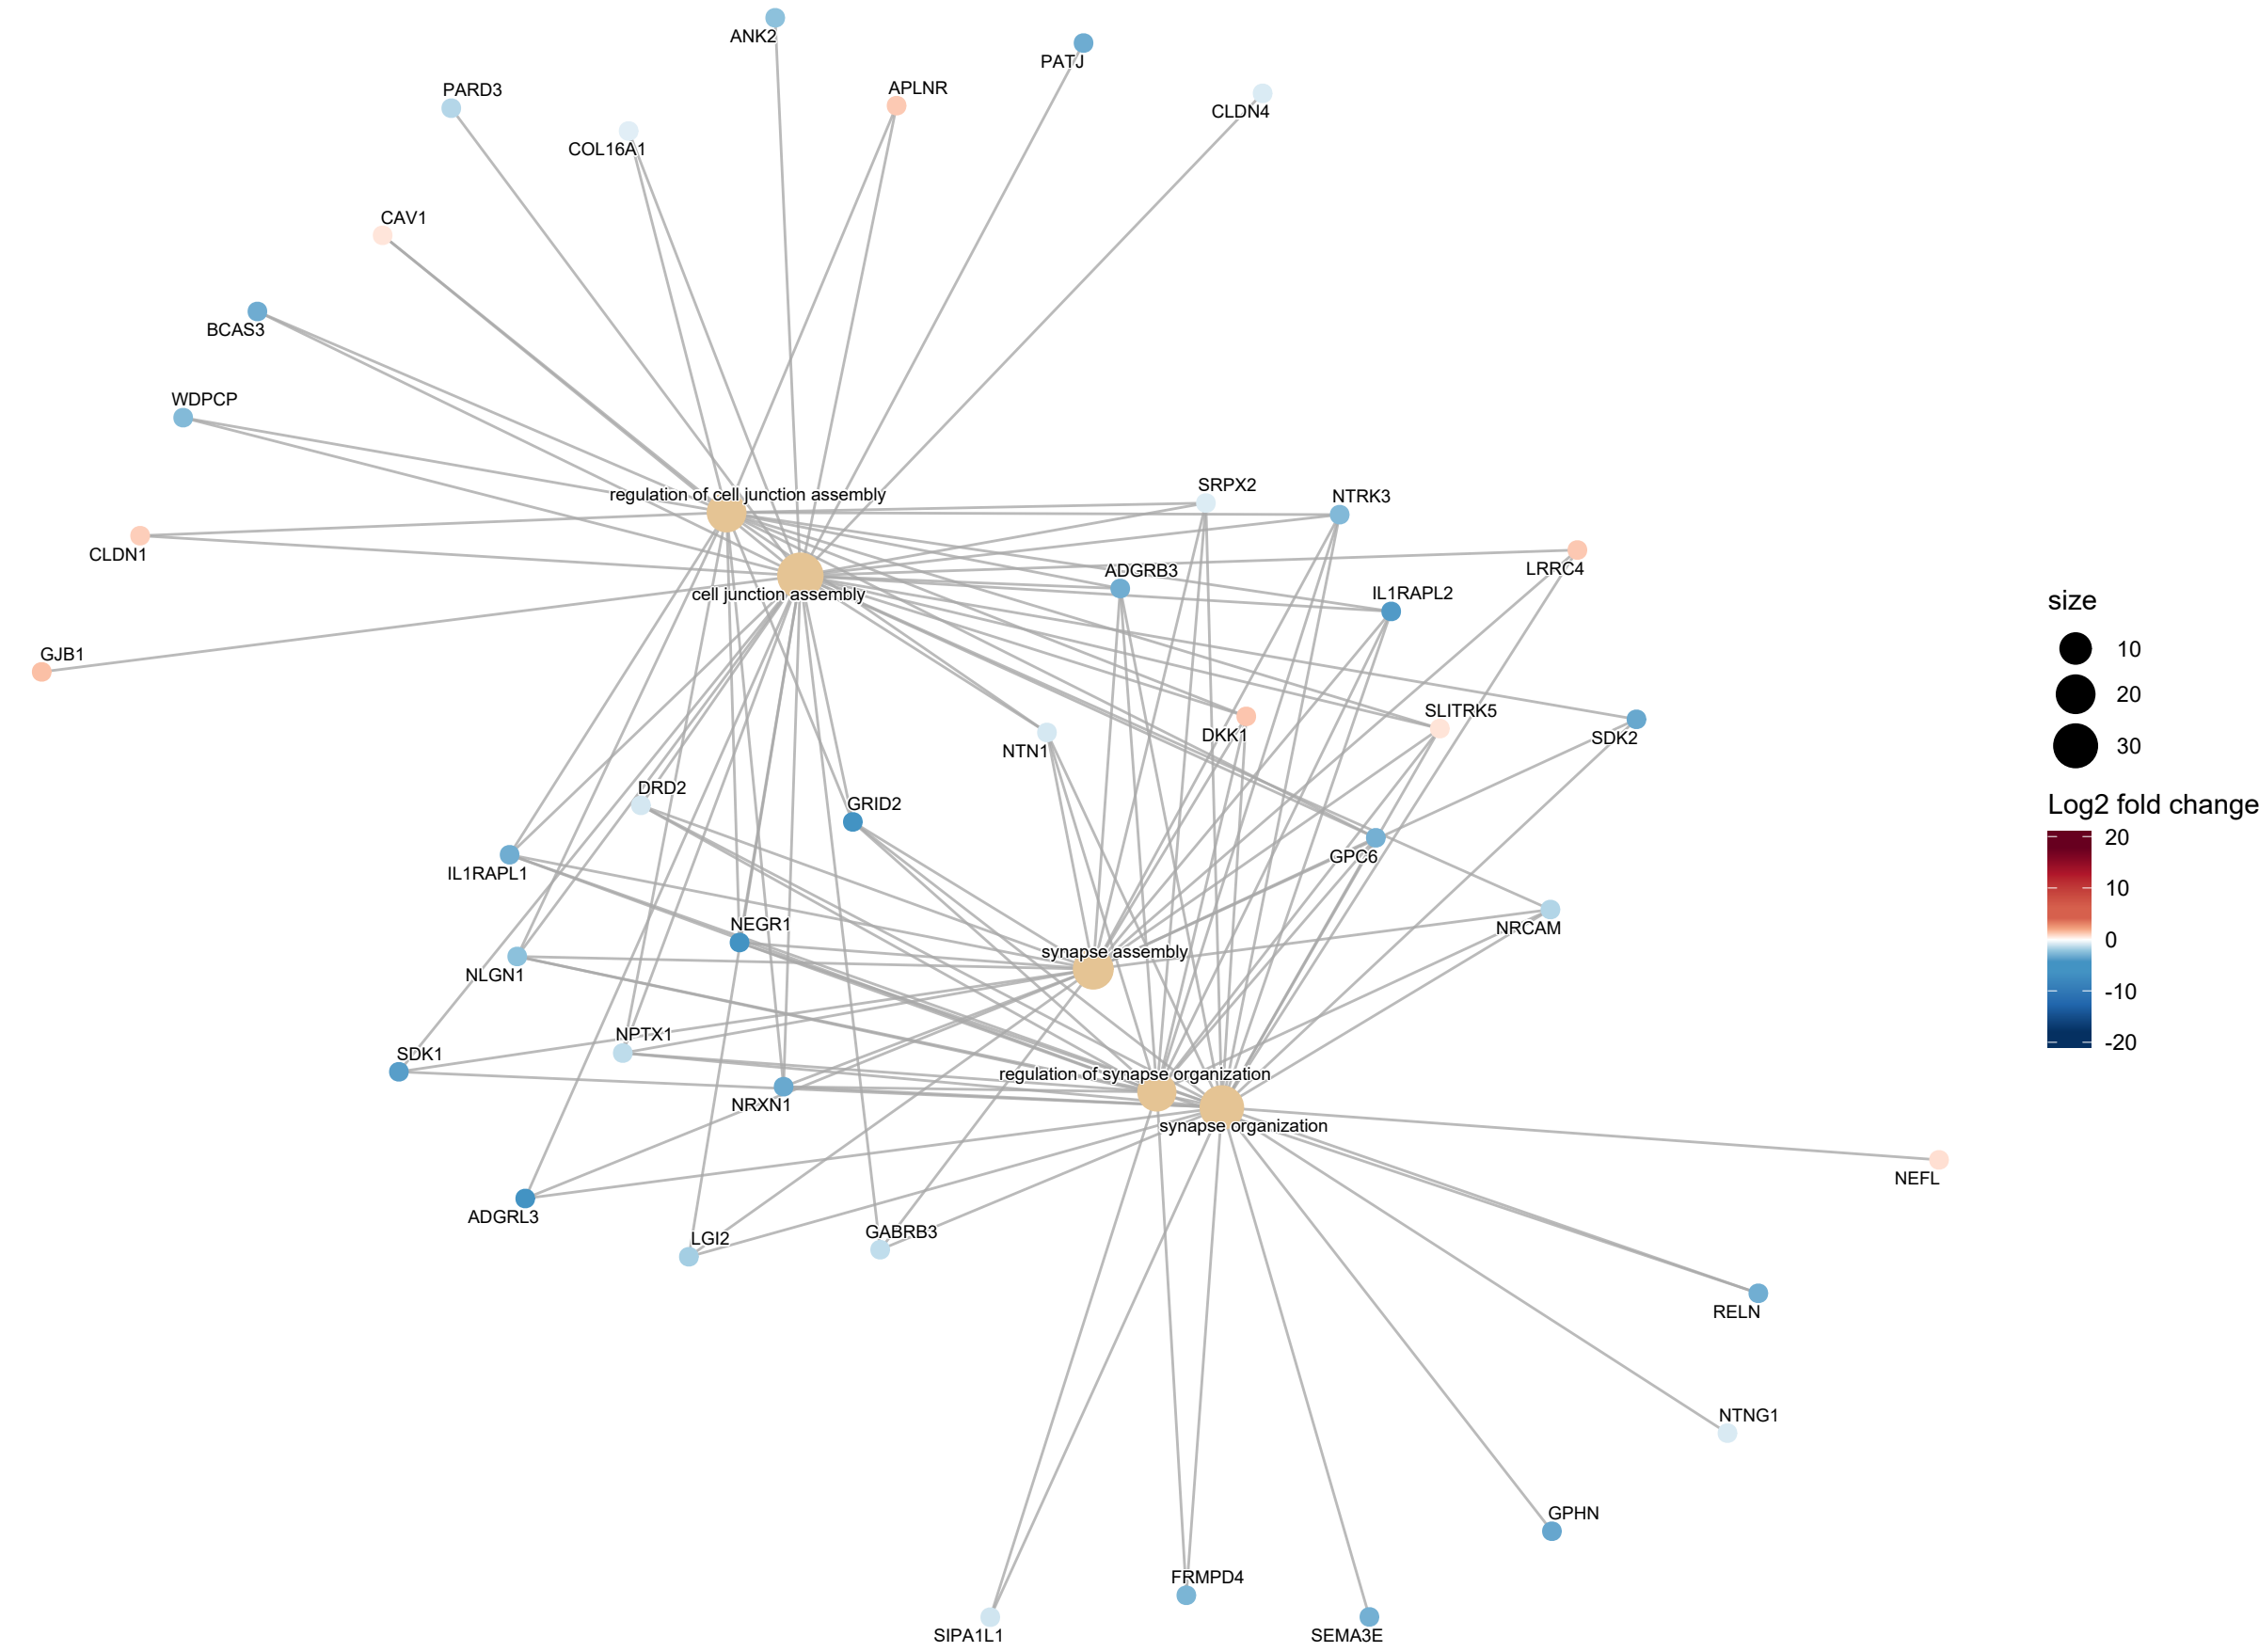 ANK2
PATJ
PARD3
APLNR
CLDN4
COL16A1
CAV1
BCAS3
WDPCP
regulation of cell junction assembly
SRPX2
NTRK3
CLDN1
LRRC4
ADGRB3
cell junction assembly
IL1RAPL2
size
10
GJB1
20
SLITRK5
DKK1
SDK2
NTN1
30
DRD2
GRID2
Log2 fold change
20
GPC6
IL1RAPL1
10
NEGR1
NRCAM
0
synapse assembly
NLGN1
-10
NPTX1
SDK1
-20
regulation of synapse organization
NRXN1
synapse organization
NEFL
ADGRL3
LGI2
GABRB3
RELN
NTNG1
GPHN
FRMPD4
SIPA1L1
SEMA3E